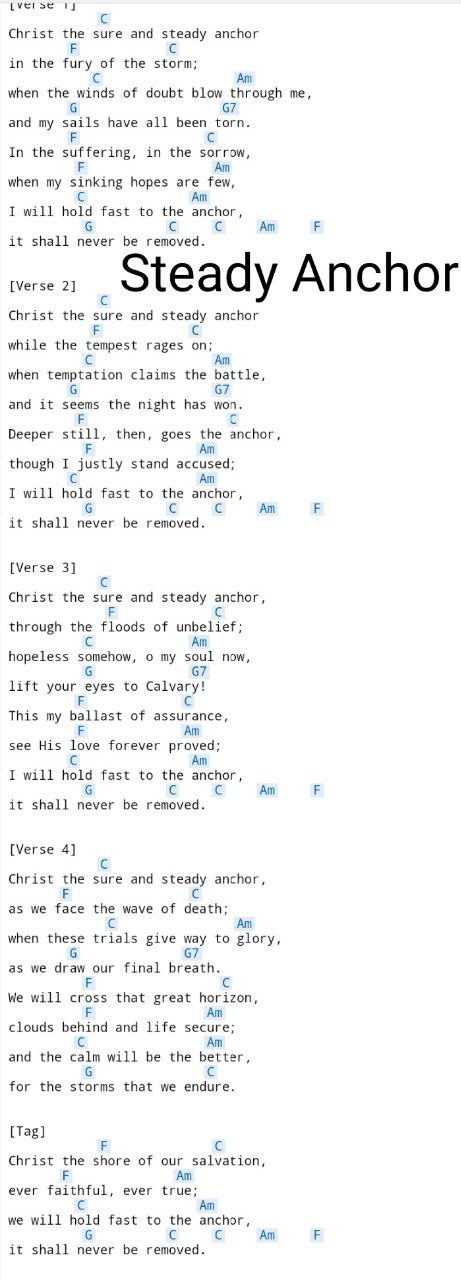 [Verse 1]
C
Christ the sure and steady anchor
F C
in the fury of the storm;
C Am
when the winds of doubt blow through me,
G G7
and my sails have all been torn.
F C
In the suffering, in the sorrow,
F Am
when my sinking hopes are few,
C Am
I will hold fast to the anchor,
G C C Am F
it shall never be removed.
Steady Anchor
[Verse 2]
C
Christ the sure and steady anchor
F C
while the tempest rages on;
C Am
when temptation claims the battle,
G G7
and it seems the night has won.
F C
Deeper still, then, goes the anchor,
F Am
though I justly stand accused;
C Am
I will hold fast to the anchor,
G C C Am F
it shall never be removed.
[Verse 3]
C
Christ the sure and steady anchor,
F C
through the floods of unbelief;
C Am
hopeless somehow, o my soul now,
G G7
lift your eyes to Calvary!
F C
This my ballast of assurance,
F Am
see His love forever proved;
C Am
I will hold fast to the anchor,
G C C Am F
it shall never be removed.
[Verse 4]
C
Christ the sure and steady anchor,
F C
as we face the wave of death;
C Am
when these trials give way to glory,
G G7
as we draw our final breath.
F C
We will cross that great horizon,
F Am
clouds behind and life secure;
C Am
and the calm will be the better,
G C
for the storms that we endure.
[Tag]
F C
Christ the shore of our salvation,
F Am
ever faithful, ever true;
C Am
we will hold fast to the anchor,
G C C Am F
it shall never be removed.